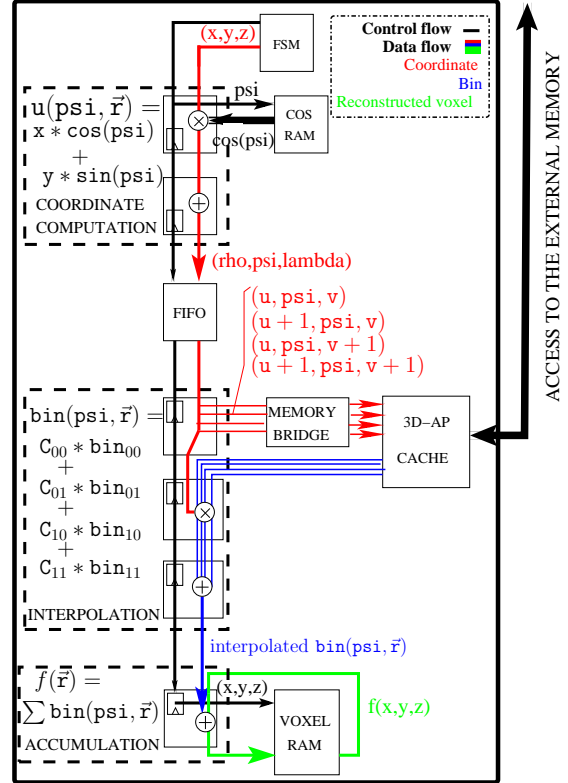 (x,y,z)
FSM
Control flow
Data flow
Coordinate
Bin
Reconstructed voxel
ACCESS TO THE EXTERNAL MEMORY
psi
u(psi, r⃗) =
x * cos(psi)
+
y * sin(psi)
COORDINATE
COMPUTATION
×
COS
RAM
cos(psi)
+
(rho,psi,lambda)
FIFO
(u, psi, v)
(u + 1, psi, v)
(u, psi, v + 1)
(u + 1, psi, v + 1)
bin(psi, r⃗) =
C₀₀ * bin₀₀
+
C₀₁ * bin₀₁
+
C₁₀ * bin₁₀
+
C₁₁ * bin₁₁
INTERPOLATION
MEMORY
BRIDGE
3D−AP
CACHE
×
+
interpolated bin(psi, r⃗)
f(r⃗) =
∑ bin(psi, r⃗)
ACCUMULATION
(x,y,z)
+
VOXEL
RAM
f(x,y,z)